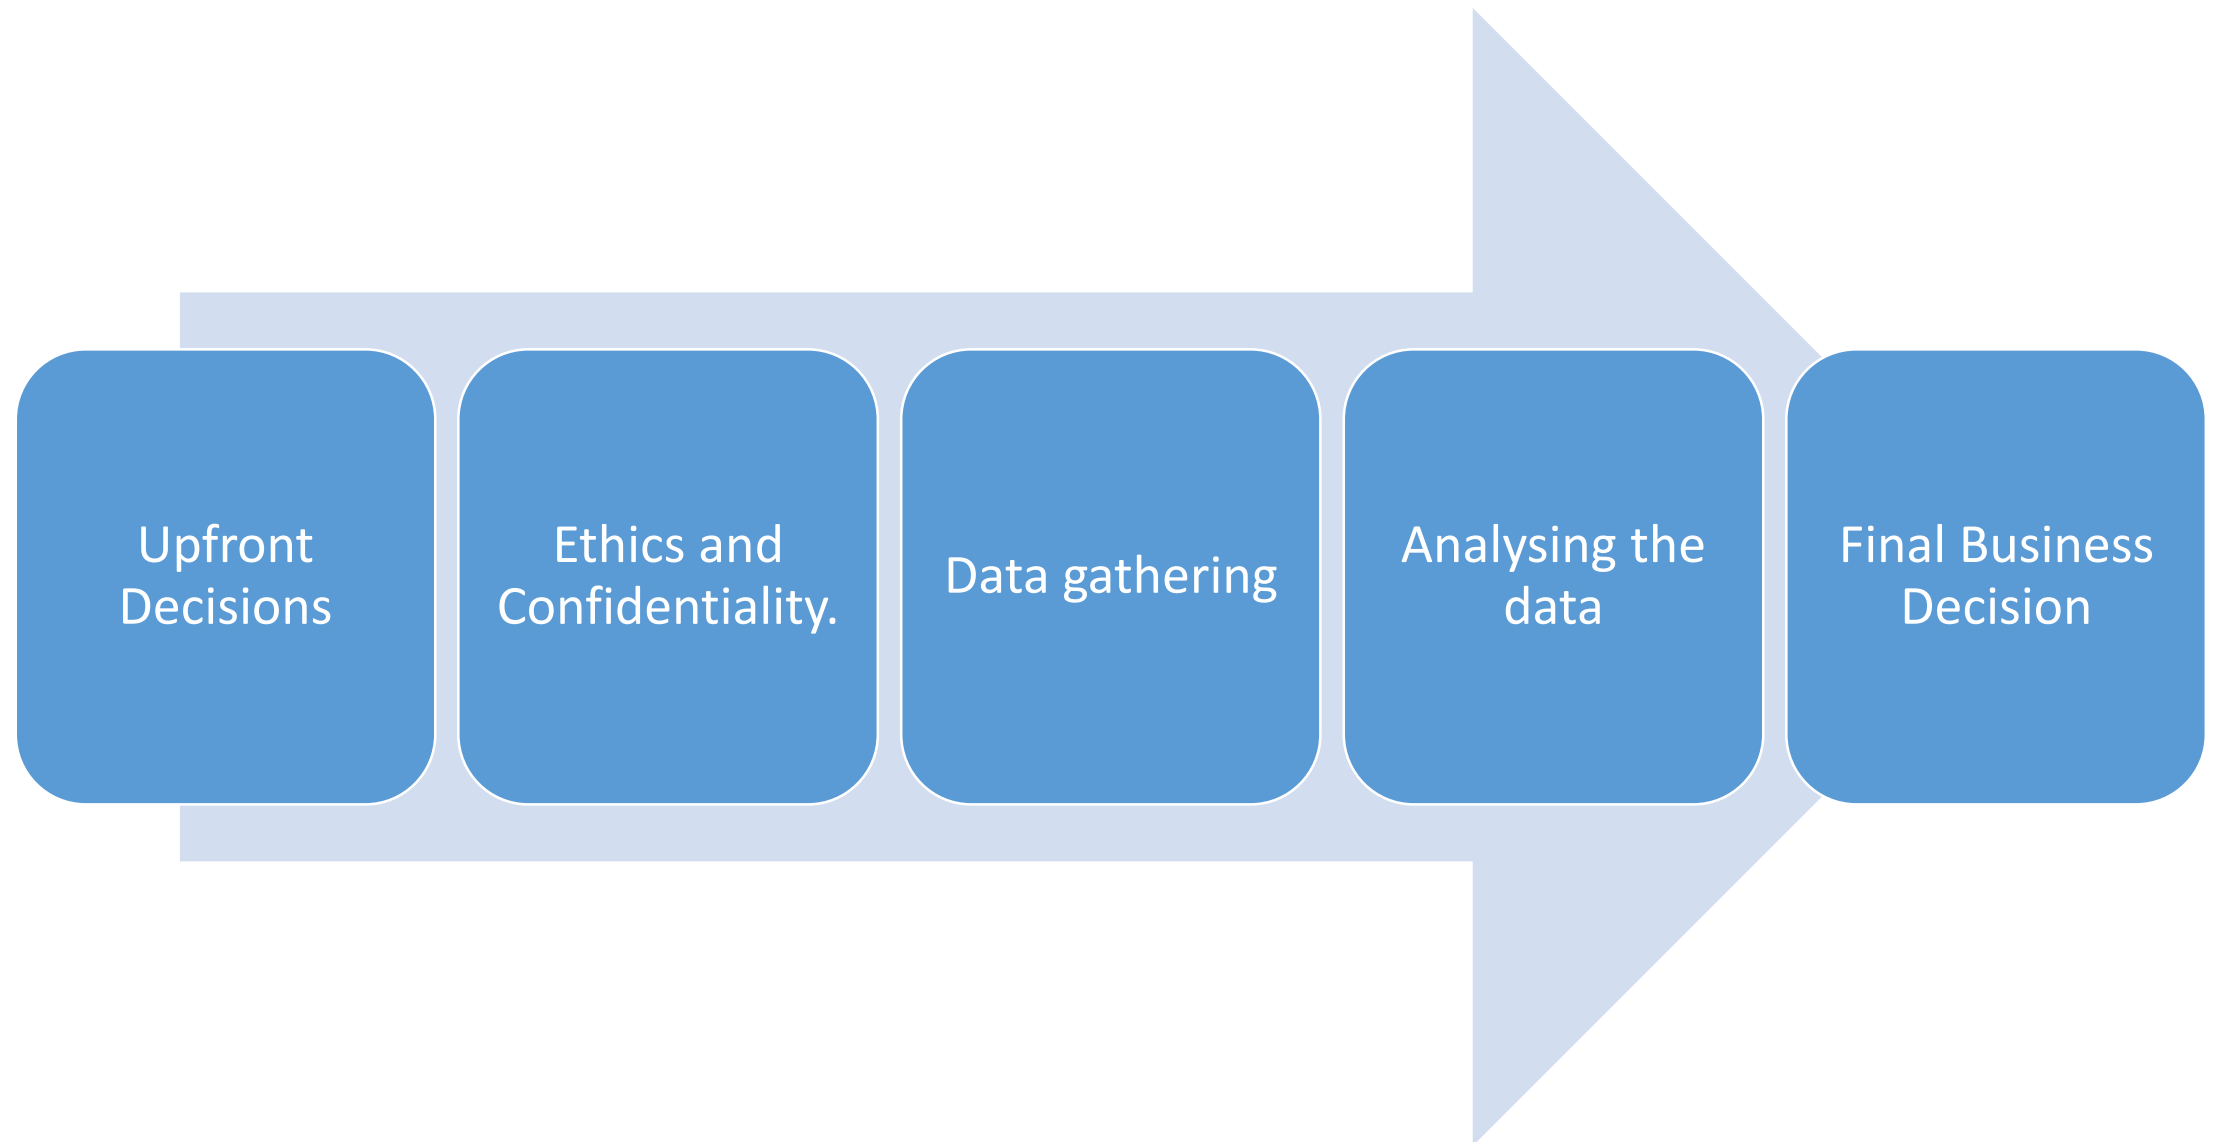 Upfront
Decisions
Ethics and
Confidentiality.
Data gathering
Analysing the
data
Final Business
Decision